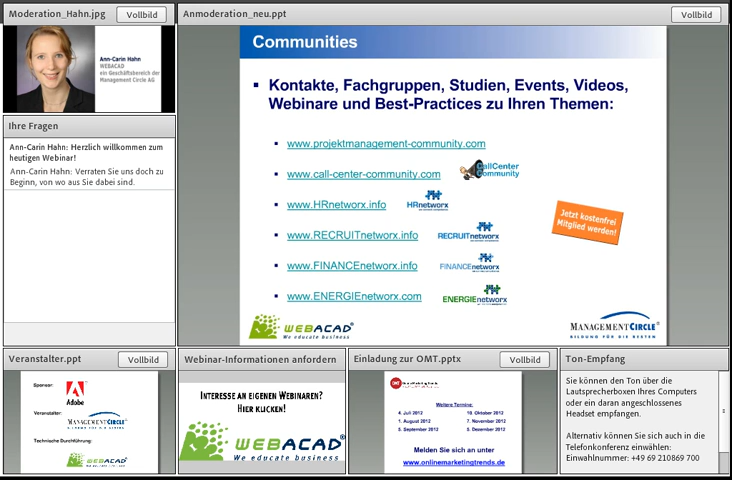 Moderation_Hahn.jpg
Vollbild
Anmoderation_neu.ppt
Vollbild
Ann-Carin Hahn
WEBACAD
ein Geschäftsbereich der
Management Circle AG
Communities
Kontakte, Fachgruppen, Studien, Events, Videos,
Webinare und Best-Practices zu Ihren Themen:
www.projektmanagement-community.com
www.call-center-community.com
CallCenter
Community
www.HRnetworx.info
HRnetworx
www.RECRUITnetworx.info
RECRUITnetworx
www.FINANCEnetworx.info
FINANCEnetworx
www.ENERGIEnetworx.com
ENERGIEnetworx
Jetzt kostenfrei
Mitglied werden!
WEBACAD®
We educate business
MANAGEMENTCIRCLE®
BILDUNG FÜR DIE BESTEN
Ihre Fragen
Ann-Carin Hahn: Herzlich willkommen zum
heutigen Webinar!
Ann-Carin Hahn: Verraten Sie uns doch zu
Beginn, von wo aus Sie dabei sind.
Veranstalter.ppt
Vollbild
Sponsor:
Adobe
Veranstalter:
MANAGEMENTCIRCLE
Technische Durchführung:
WEBACAD
Webinar-Informationen anfordern
INTERESSE AN EIGENEN WEBINAREN?
HIER KLICKEN!
WEBACAD®
We educate business
Einladung zur OMT.pptx
Vollbild
Weitere Termine:
4. Juli 2012
10. Oktober 2012
1. August 2012
7. November 2012
5. September 2012
5. Dezember 2012
Melden Sie sich an unter
www.onlinemarketingtrends.de
Ton-Empfang
Sie können den Ton über die
Lautsprecherboxen Ihres Computers
oder ein daran angeschlossenes
Headset empfangen.
Alternativ können Sie sich auch in die
Telefonkonferenz einwählen:
Einwahlnummer: +49 69 210869 700